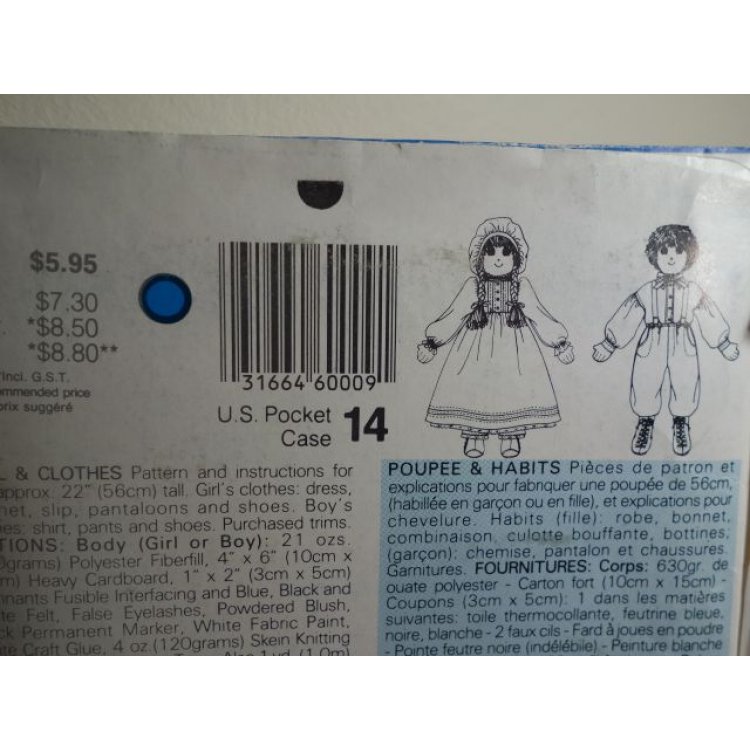 $5.95
$7.30
*$8.50
*$8.80**
*Incl. G.S.T.
price
prix suggéré
31664 60009
U.S. Pocket
Case 14
& CLOTHES Pattern and instructions for
approx. 22" (56cm) tall. Girl's clothes: dress,
slip, pantaloons and shoes. Boy's
shirt, pants and shoes. Purchased trims.
Body (Girl or Boy): 21 ozs.
Polyester Fiberfill, 4" x 6" (10cm x
Heavy Cardboard, 1" x 2" (3cm x 5cm)
Fusible Interfacing and Blue, Black and
Felt, False Eyelashes, Powdered Blush,
Permanent Marker, White Fabric Paint,
Craft Glue, 4 oz.(120grams) Skein Knitting
Also 1 yd. (1.0m)
POUPEE & HABITS Pièces de patron et
explications pour fabriquer une poupée de 56cm,
(habillée en garçon ou en fille), et explications pour
chevelure. Habits (fille): robe, bonnet,
combinaison, culotte bouffante, bottines,
(garçon): chemise, pantalon et chaussures.
Garnitures. FOURNITURES: Corps: 630gr. de
ouate polyester - Carton fort (10cm x 15cm) -
Coupons (3cm x 5cm): 1 dans les matières
suivantes: toile thermocollante, feutrine bleue,
noire, blanche - 2 faux cils - Fard à joues en poudre
- Pointe feutre noire (indélébile) - Peinture blanche